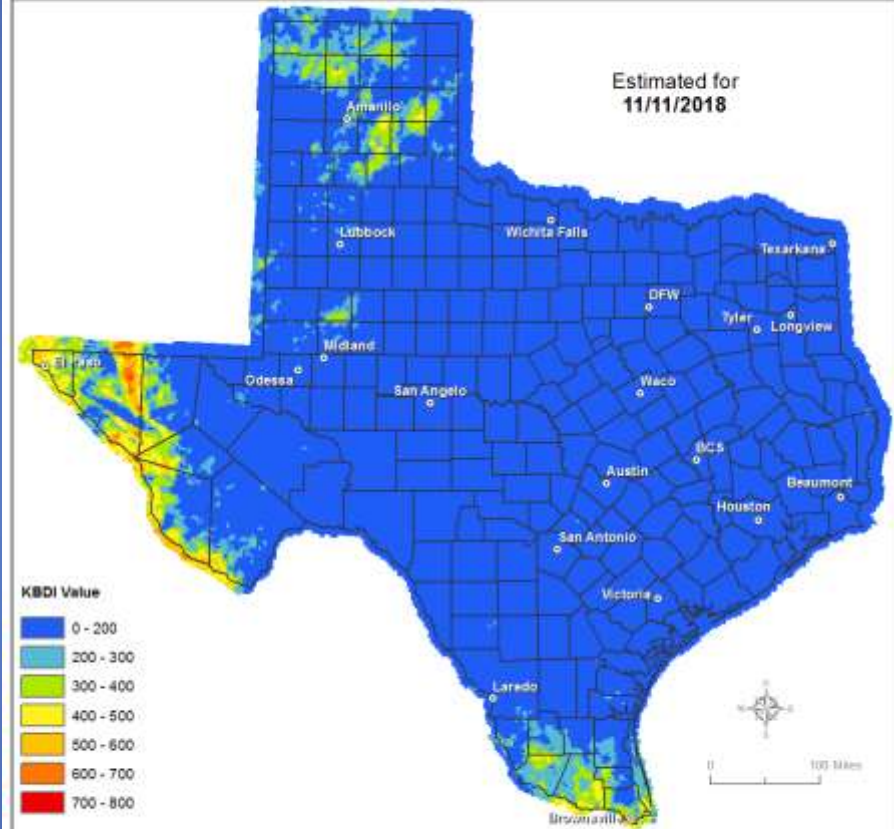 Estimated for
11/11/2018
Amarillo
Lubbock
Wichita Falls
Texarkana
DFW
Tyler
Longview
El Paso
Midland
Odessa
San Angelo
Waco
BCS
Austin
Beaumont
Houston
San Antonio
Victoria
Laredo
Brownsville
KBDI Value
0 - 200
200 - 300
300 - 400
400 - 500
500 - 600
600 - 700
700 - 800
0 100 Miles